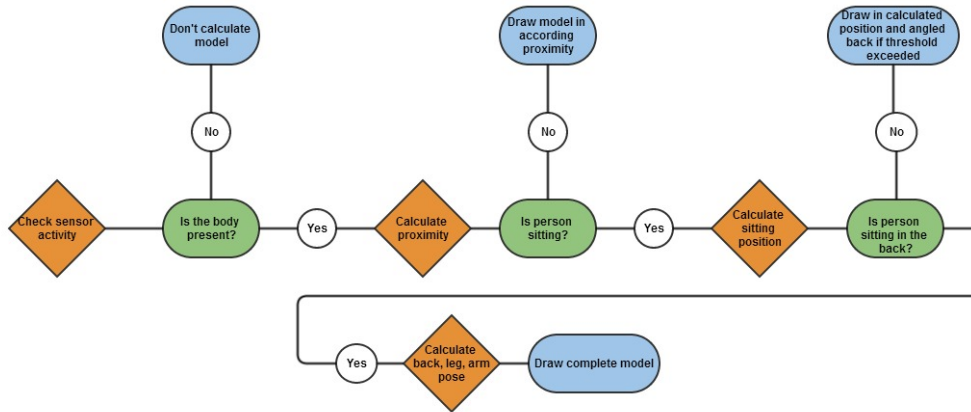 Don't calculate
model
Draw model in
according
proximity
Draw in calculated
position and angled
back if threshold
exceeded
No
No
No
Check sensor
activity
Is the body
present?
Yes
Calculate
proximity
Is person
sitting?
Yes
Calculate
sitting
position
Is person
sitting in the
back?
Yes
Calculate
back, leg, arm
pose
Draw complete model